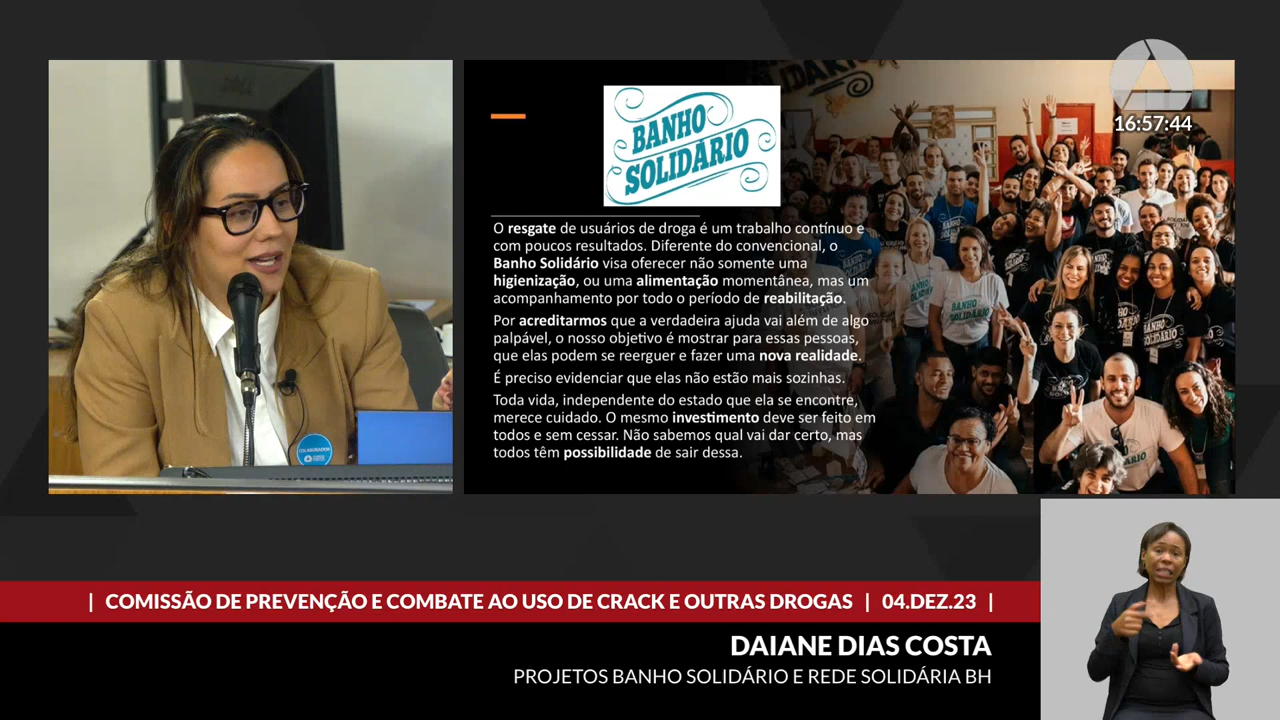 BANHO
SOLIDÁRIO
16:57:44
O resgate de usuários de droga é um trabalho contínuo e
com poucos resultados. Diferente do convencional, o
Banho Solidário visa oferecer não somente uma
higienização, ou uma alimentação momentânea, mas um
acompanhamento por todo o período de reabilitação.
Por acreditarmos que a verdadeira ajuda vai além de algo
palpável, o nosso objetivo é mostrar para essas pessoas,
que elas podem se reerguer e fazer uma nova realidade.
É preciso evidenciar que elas não estão mais sozinhas.
Toda vida, independente do estado que ela se encontre,
merece cuidado. O mesmo investimento deve ser feito em
todos e sem cessar. Não sabemos qual vai dar certo, mas
todos têm possibilidade de sair dessa.
BANHO
SOLIDÁRIO
COLABORADOR
| COMISSÃO DE PREVENÇÃO E COMBATE AO USO DE CRACK E OUTRAS DROGAS | 04.DEZ.23 |
DAIANE DIAS COSTA
PROJETOS BANHO SOLIDÁRIO E REDE SOLIDÁRIA BH